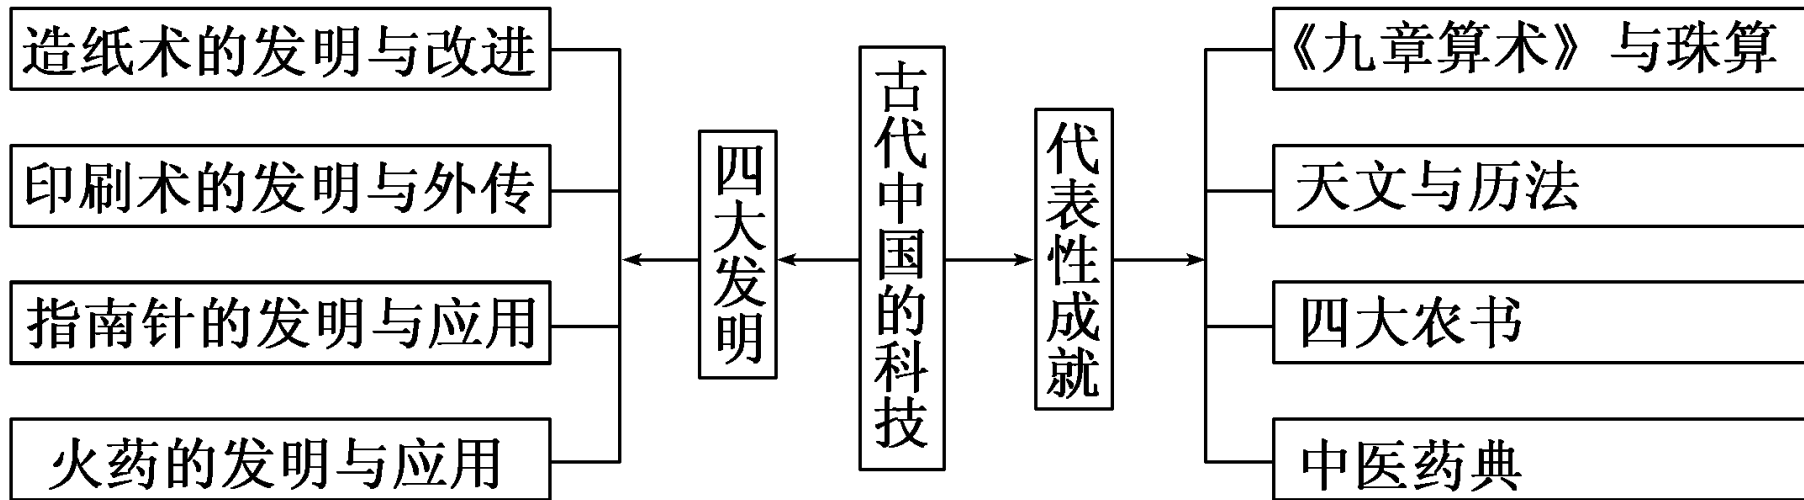 造纸术的发明与改进
印刷术的发明与外传
指南针的发明与应用
火药的发明与应用
四大发明
古代中国的科技
代表性成就
《九章算术》与珠算
天文与历法
四大农书
中医药典